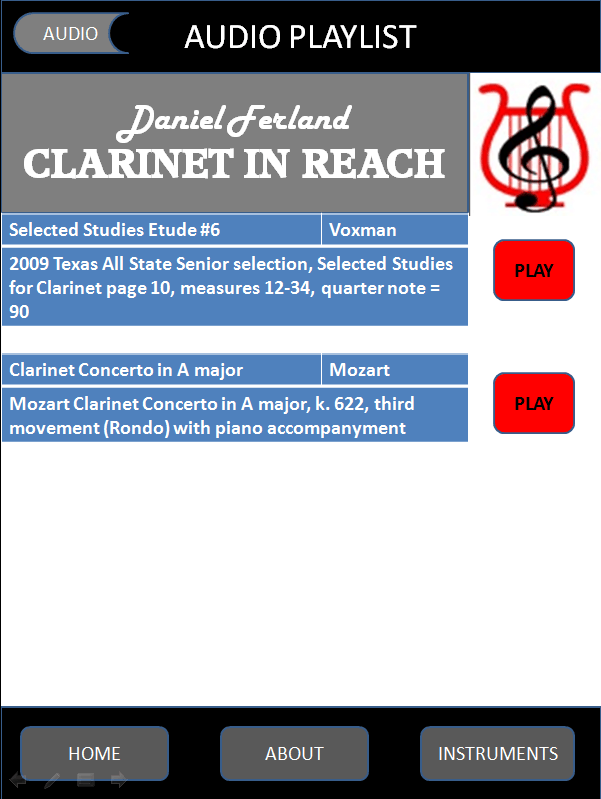 AUDIO
AUDIO PLAYLIST
Daniel Ferland
CLARINET IN REACH
Selected Studies Etude #6
Voxman
2009 Texas All State Senior selection, Selected Studies
for Clarinet page 10, measures 12-34, quarter note =
90
PLAY
Clarinet Concerto in A major
Mozart
Mozart Clarinet Concerto in A major, k. 622, third
movement (Rondo) with piano accompanyment
PLAY
HOME
ABOUT
INSTRUMENTS